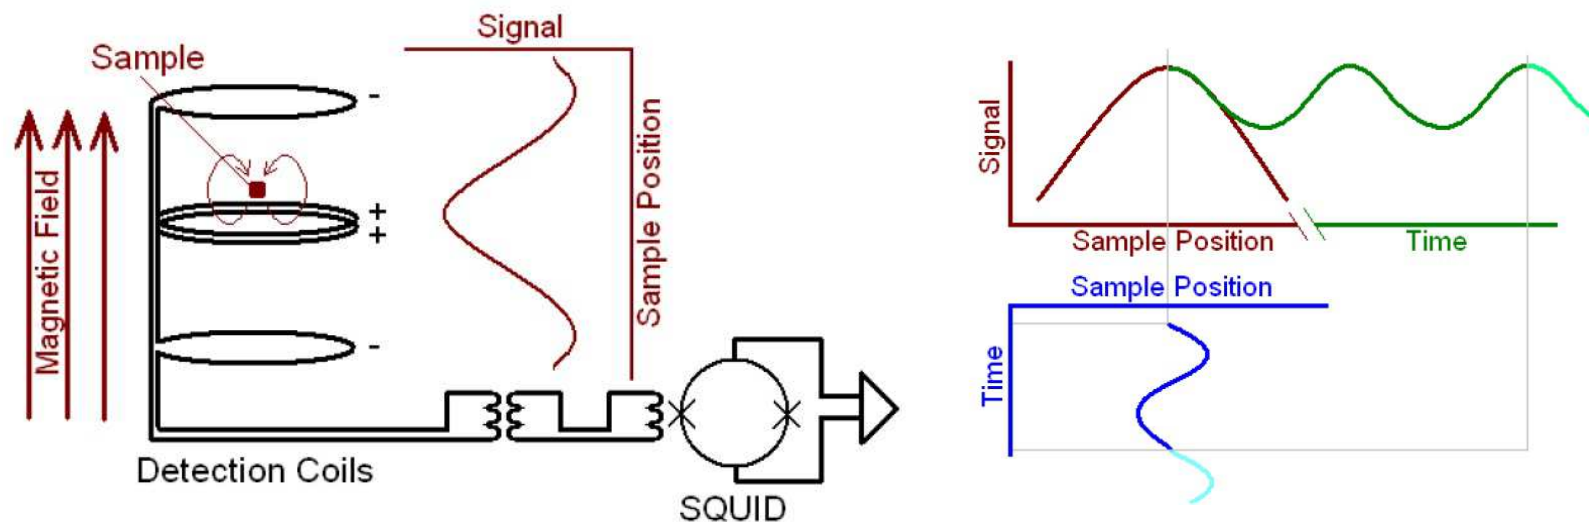 Signal
Sample
-
Magnetic Field
+
+
-
Sample Position
Detection Coils
SQUID
Signal
Sample Position
Time
Sample Position
Time